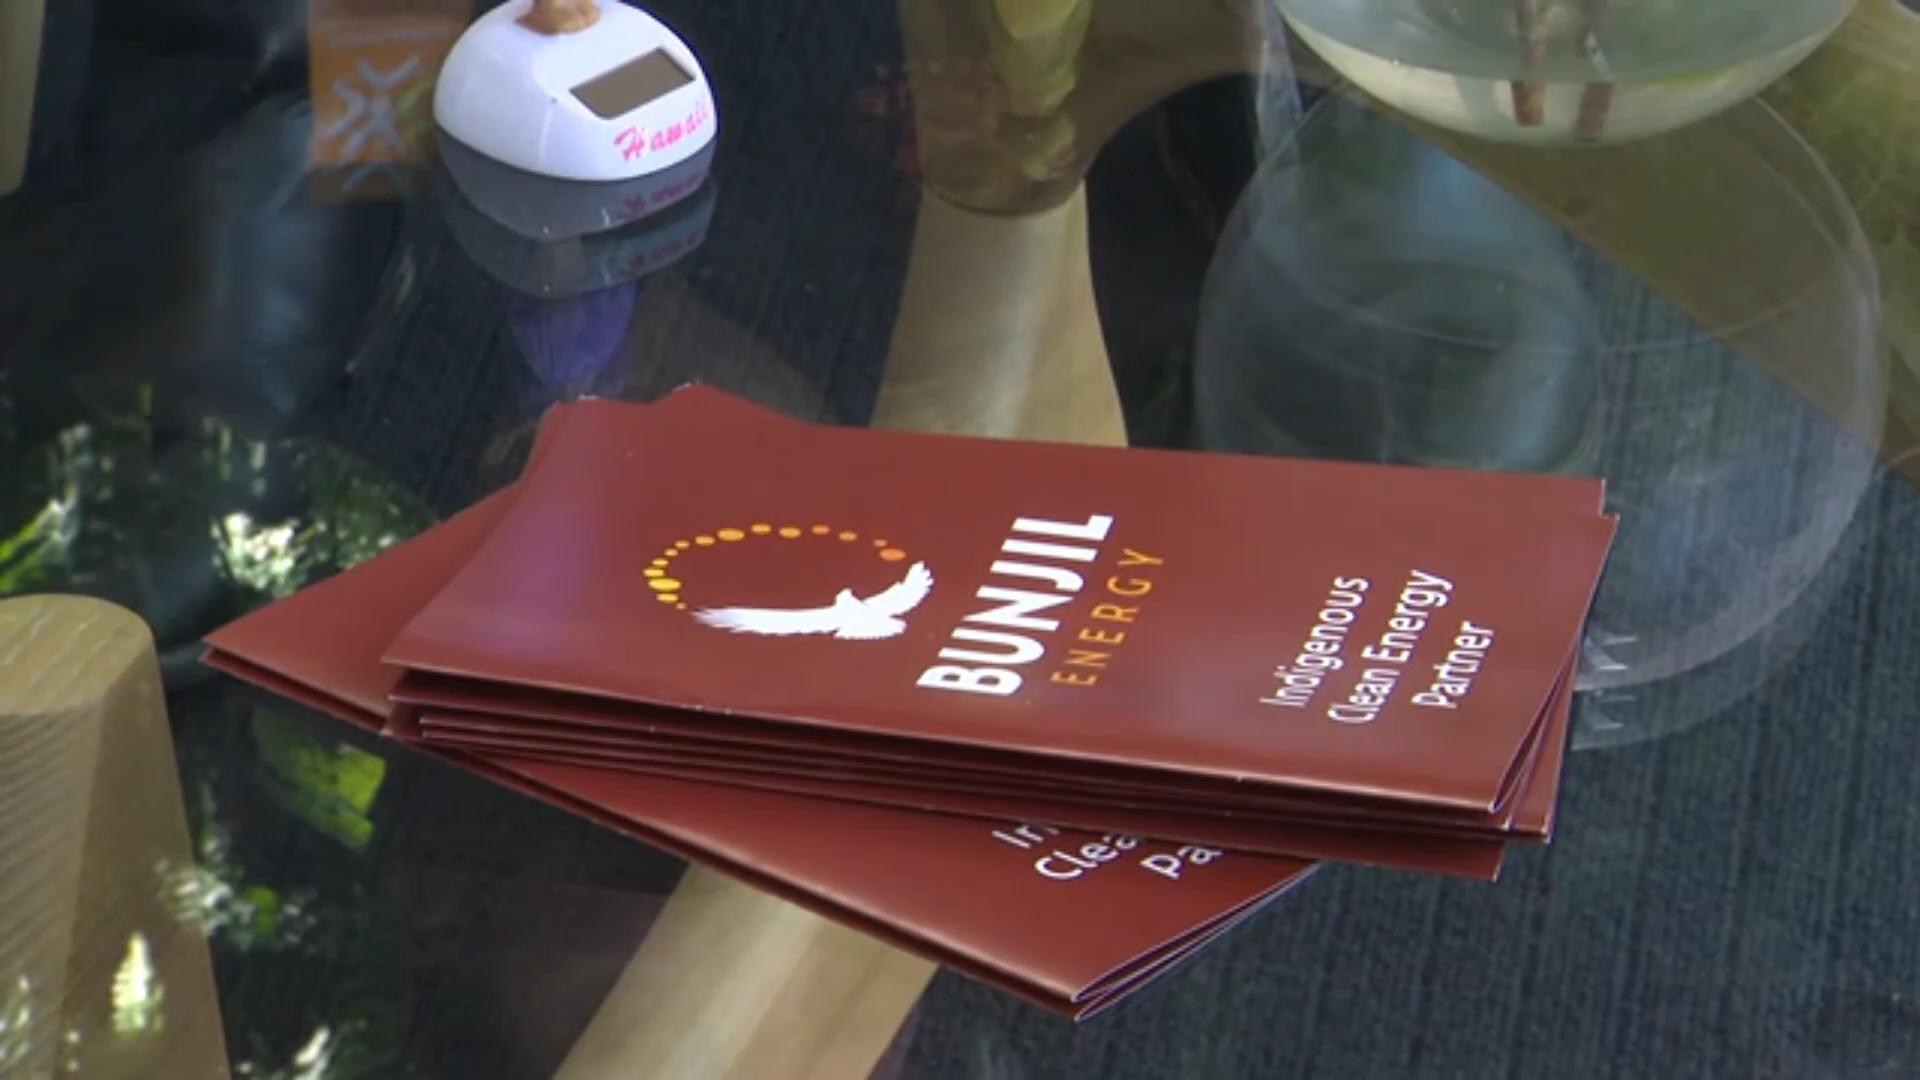 Hawaii
BUNJIL
ENERGY
Indigenous
Clean Energy
Partner